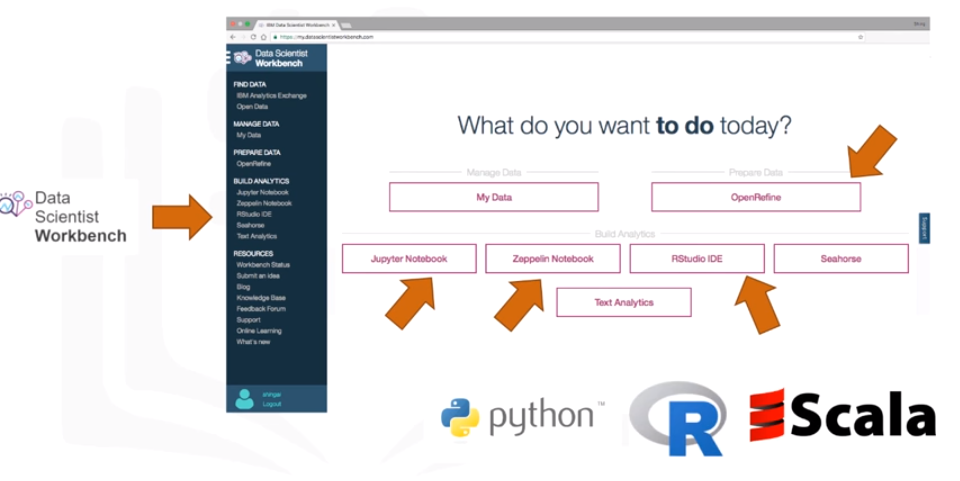 IBM Data Scientist Workbench
https://my.datascientistworkbench.com
Data Scientist
Workbench
FIND DATA
IBM Analytics Exchange
Open Data
MANAGE DATA
My Data
PREPARE DATA
OpenRefine
BUILD ANALYTICS
Jupyter Notebook
Zeppelin Notebook
RStudio IDE
Seahorse
Text Analytics
RESOURCES
Workbench Status
Submit an idea
Blog
Knowledge Base
Feedback Forum
Support
Online Learning
What's new
Logout
Data
Scientist
Workbench
What do you want to do today?
Manage Data
Prepare Data
My Data
OpenRefine
Build Analytics
Jupyter Notebook
Zeppelin Notebook
RStudio IDE
Seahorse
Text Analytics
Support
python™
R
Scala